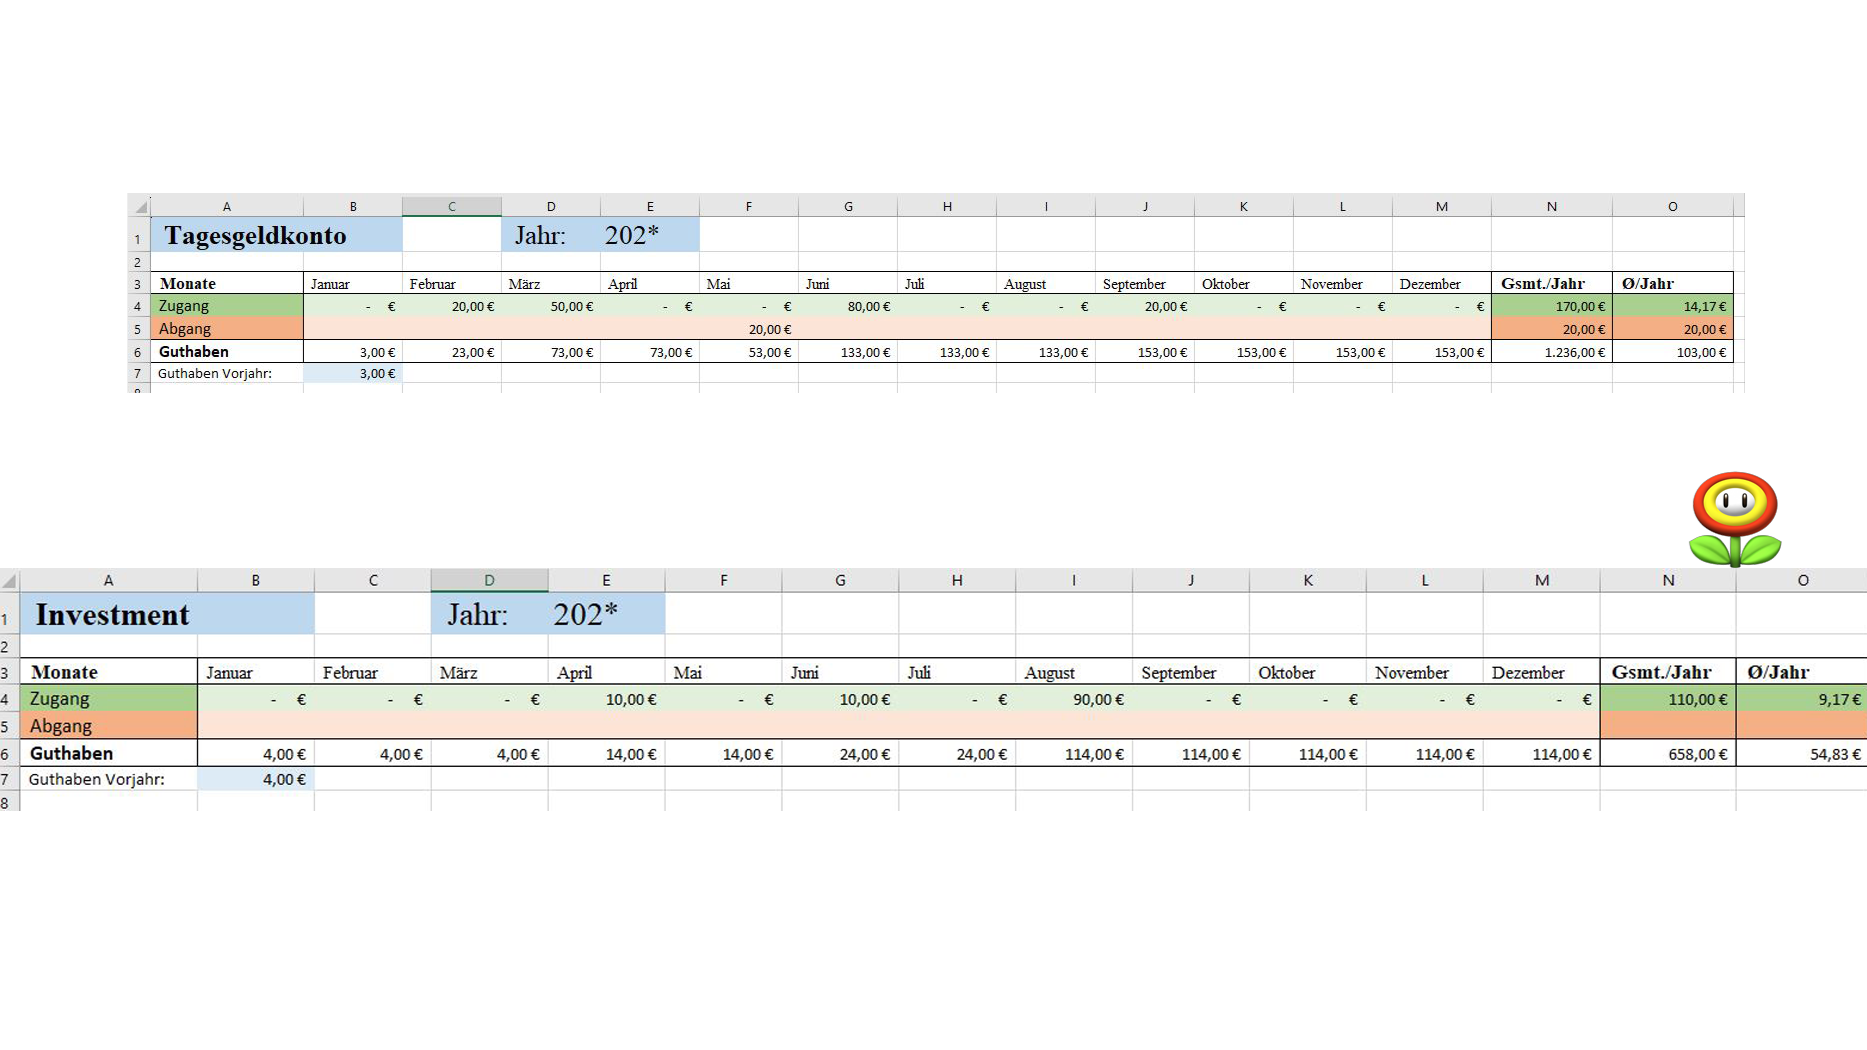 A B C D E F G H I J K L M N O
1 Tagesgeldkonto Jahr: 202*
2
3 Monate Januar Februar März April Mai Juni Juli August September Oktober November Dezember Gsmt./Jahr Ø/Jahr
4 Zugang - € 20,00 € 50,00 € - € - € 80,00 € - € - € 20,00 € - € - € - € 170,00 € 14,17 €
5 Abgang 20,00 € 20,00 € 20,00 €
6 Guthaben 3,00 € 23,00 € 73,00 € 73,00 € 53,00 € 133,00 € 133,00 € 133,00 € 153,00 € 153,00 € 153,00 € 153,00 € 1.236,00 € 103,00 €
7 Guthaben Vorjahr: 3,00 €
A B C D E F G H I J K L M N O
1 Investment Jahr: 202*
2
3 Monate Januar Februar März April Mai Juni Juli August September Oktober November Dezember Gsmt./Jahr Ø/Jahr
4 Zugang - € - € - € 10,00 € - € 10,00 € - € 90,00 € - € - € - € - € 110,00 € 9,17 €
5 Abgang
6 Guthaben 4,00 € 4,00 € 4,00 € 14,00 € 14,00 € 24,00 € 24,00 € 114,00 € 114,00 € 114,00 € 114,00 € 114,00 € 658,00 € 54,83 €
7 Guthaben Vorjahr: 4,00 €
8